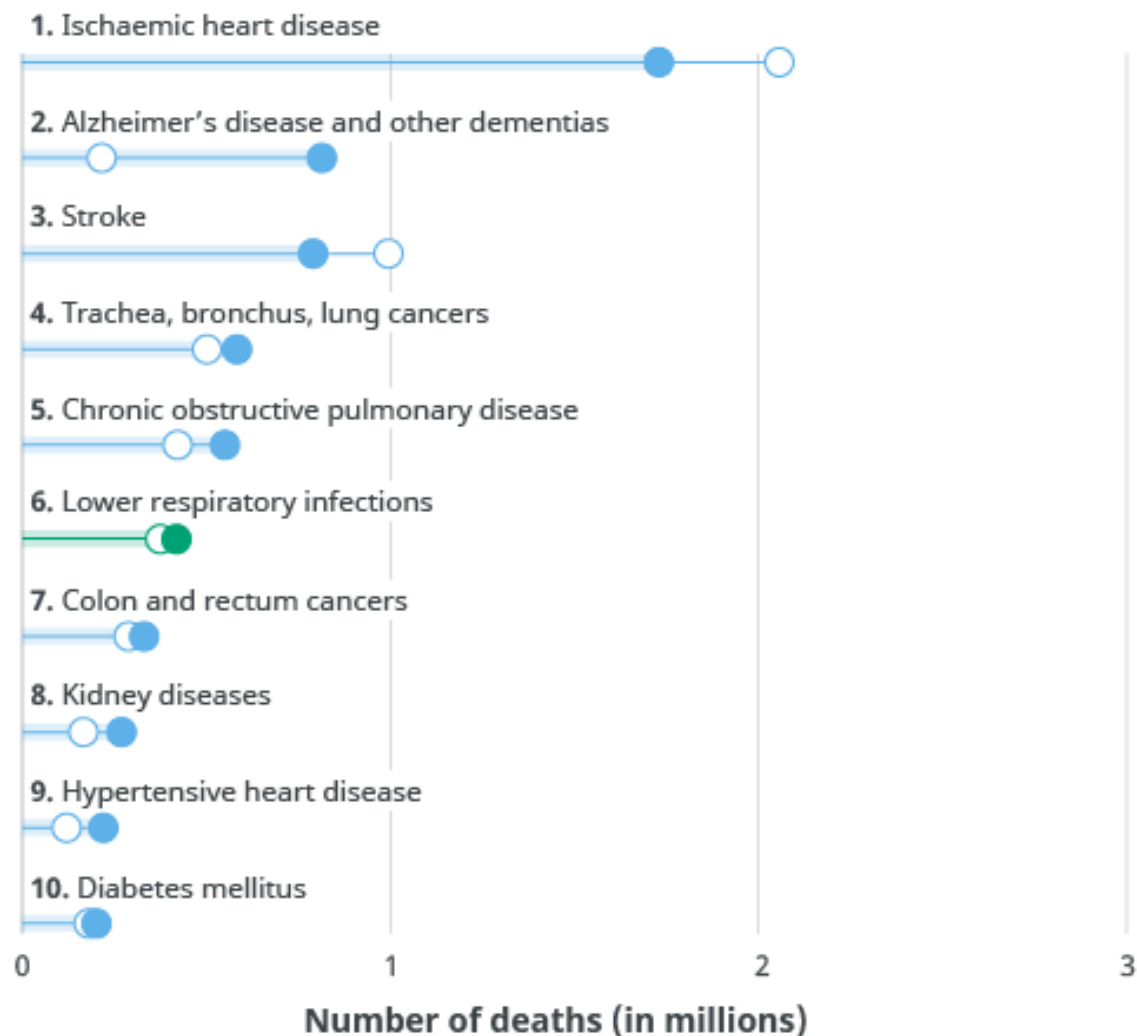 1. Ischaemic heart disease
2. Alzheimer’s disease and other dementias
3. Stroke
4. Trachea, bronchus, lung cancers
5. Chronic obstructive pulmonary disease
6. Lower respiratory infections
7. Colon and rectum cancers
8. Kidney diseases
9. Hypertensive heart disease
10. Diabetes mellitus
0 1 2 3
Number of deaths (in millions)